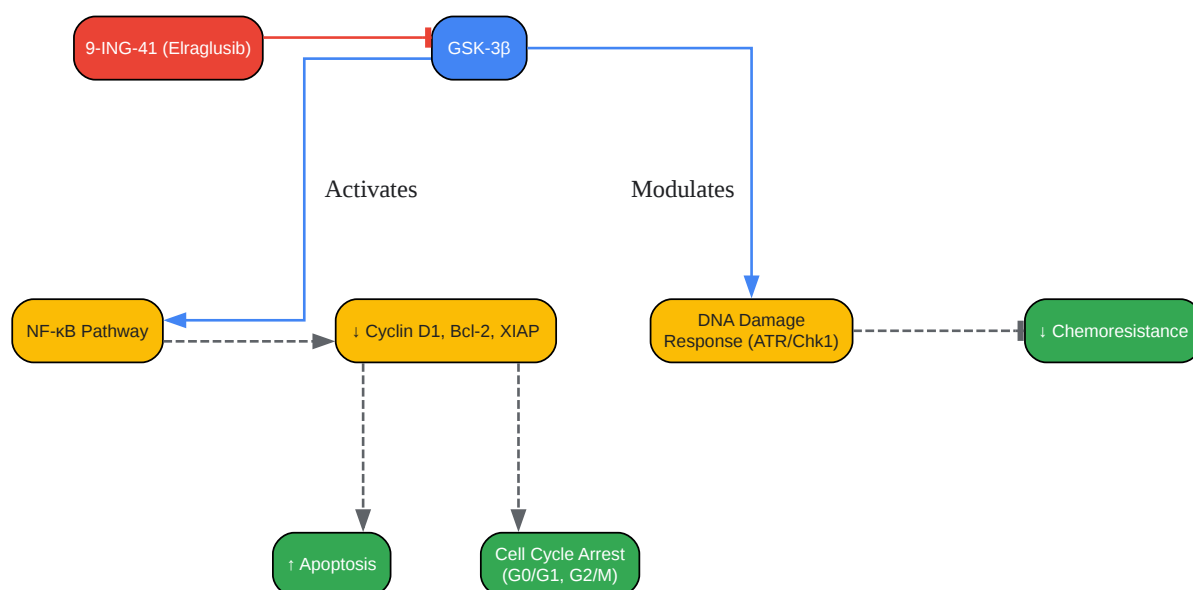 9-ING-41 (Elraglusib)
GSK-3β
Activates
Modulates
NF-κB Pathway
↓ Cyclin D1, Bcl-2, XIAP
DNA Damage
Response (ATR/Chk1)
↓ Chemoresistance
↑ Apoptosis
Cell Cycle Arrest
(G0/G1, G2/M)